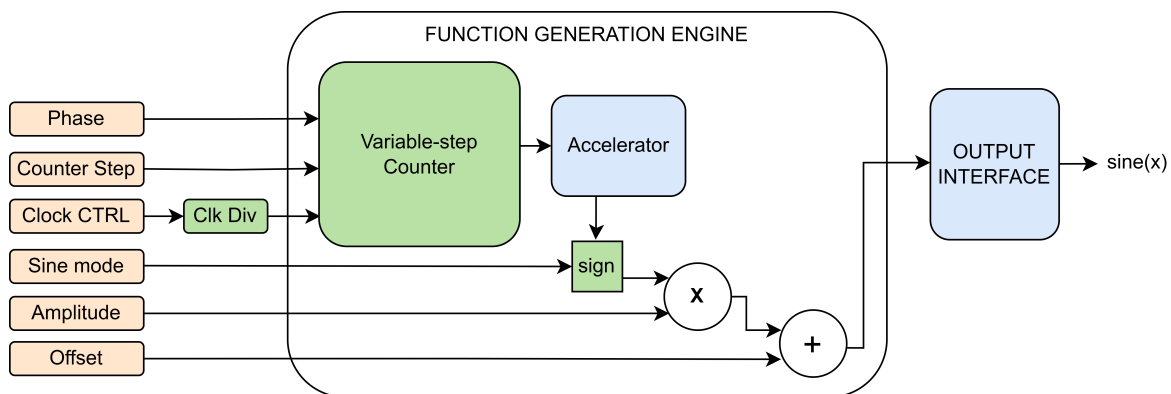 FUNCTION GENERATION ENGINE
Phase
Counter Step
Clock CTRL
Clk Div
Variable-step
Counter
Accelerator
OUTPUT
INTERFACE
sine(x)
Sine mode
sign
Amplitude
x
Offset
+